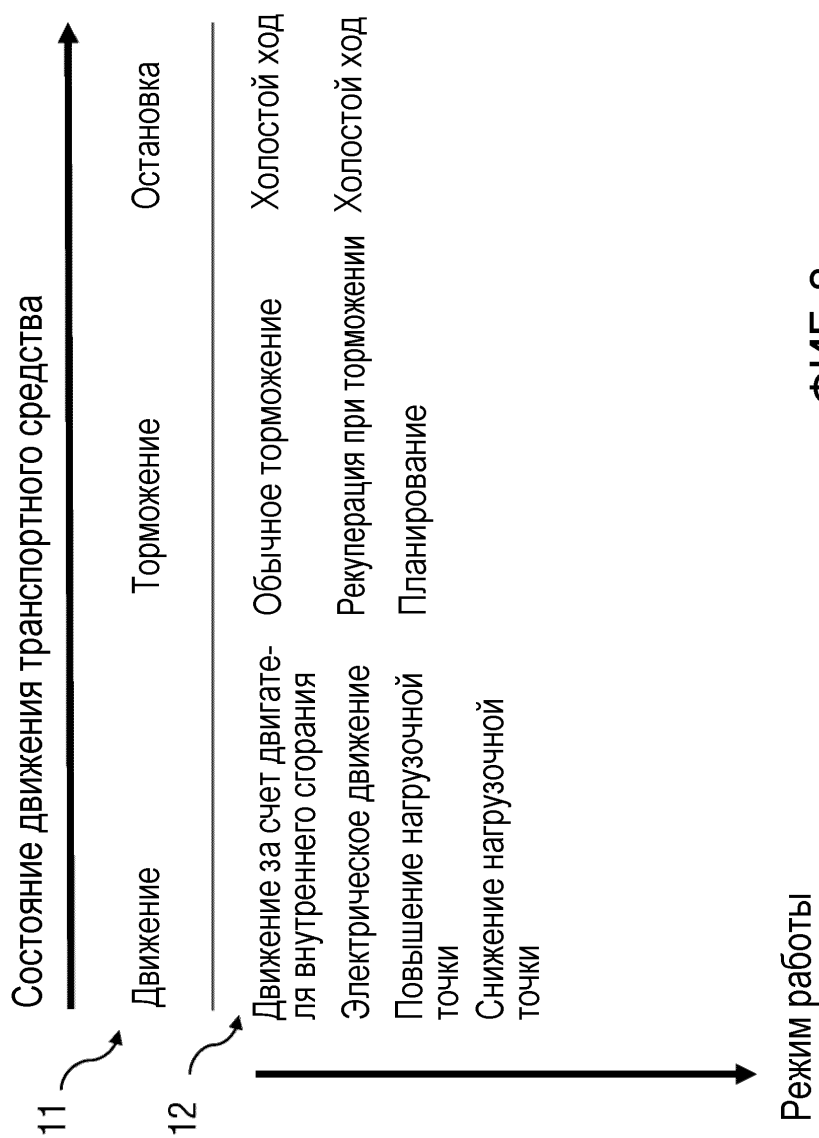 Состояние движения транспортного средства
11
Движение
Торможение
Остановка
12
Движение за счет двигате-
ля внутреннего сгорания
Обычное торможение
Холостой ход
Электрическое движение
Рекуперация при торможении
Холостой ход
Повышение нагрузочной
точки
Планирование
Снижение нагрузочной
точки
Режим работы